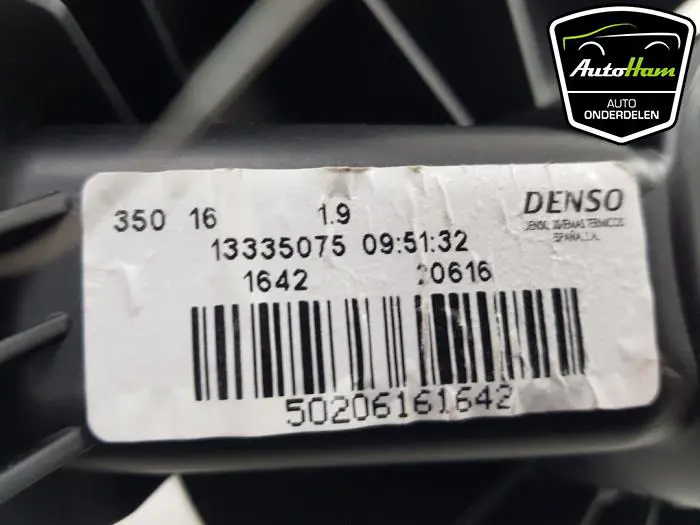 AutoHam
AUTO
ONDERDELEN
350 16 1.9
DENSO
13335075 09:51:32
1642 20616
50206161642